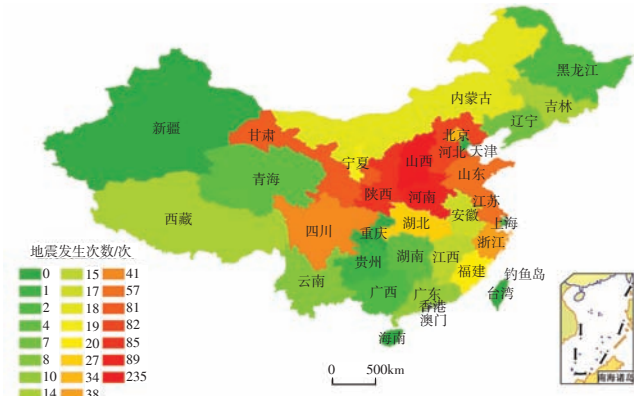 黑龙江
内蒙古
吉林
新疆
辽宁
甘肃
北京
天津
河北
宁夏
山西
青海
山东
陕西
河南
江苏
西藏
安徽
上海
四川
湖北
重庆
浙江
湖南
江西
贵州
福建
钓鱼岛
云南
广西
广东
台湾
香港
澳门
海南
地震发生次数/次
0 15 41
1 17 57
2 18 81
4 19 82
7 20 85
8 27 89
10 34 235
14 38
0 500km
南海诸岛